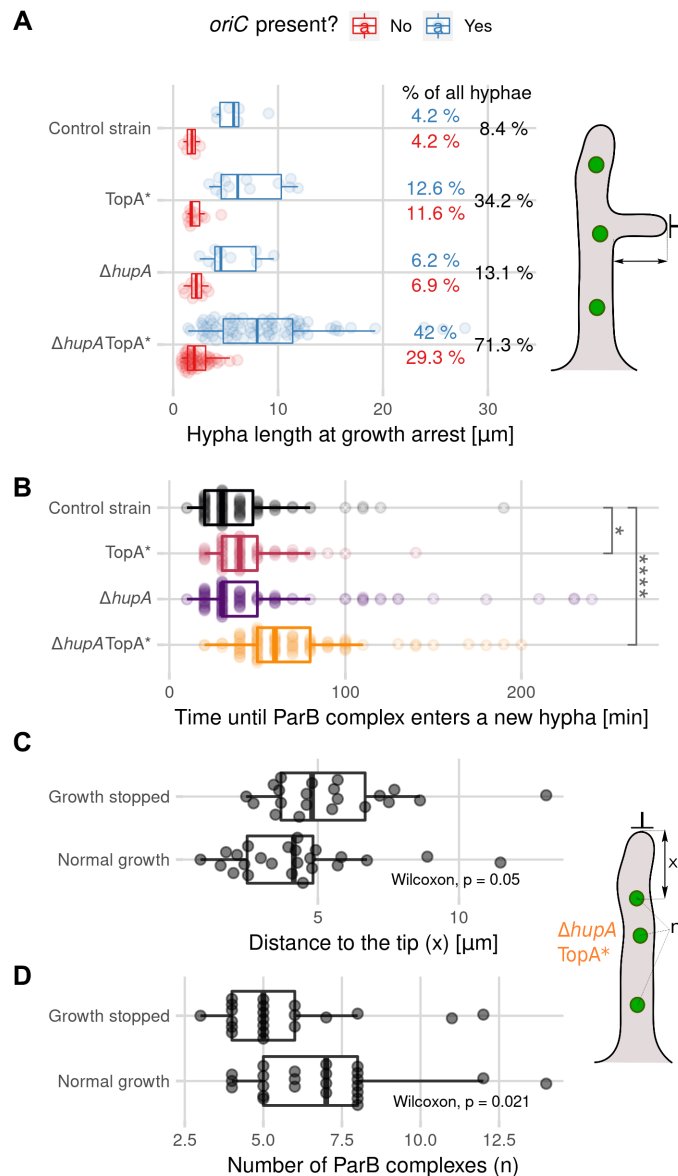 A
oriC present? a No a Yes
% of all hyphae
Control strain 4.2 % 8.4 % 4.2 %
TopA* 12.6 % 34.2 % 11.6 %
ΔhupA 6.2 % 13.1 % 6.9 %
ΔhupA TopA* 42 % 71.3 % 29.3 %
0 10 20 30
Hypha length at growth arrest [μm]
B
Control strain
TopA*
ΔhupA
ΔhupA TopA*
*
****
0 100 200
Time until ParB complex enters a new hypha [min]
C
Growth stopped
Normal growth
Wilcoxon, p = 0.05
5 10
Distance to the tip (x) [μm]
x
n
ΔhupA
TopA*
D
Growth stopped
Normal growth
Wilcoxon, p = 0.021
2.5 5.0 7.5 10.0 12.5
Number of ParB complexes (n)